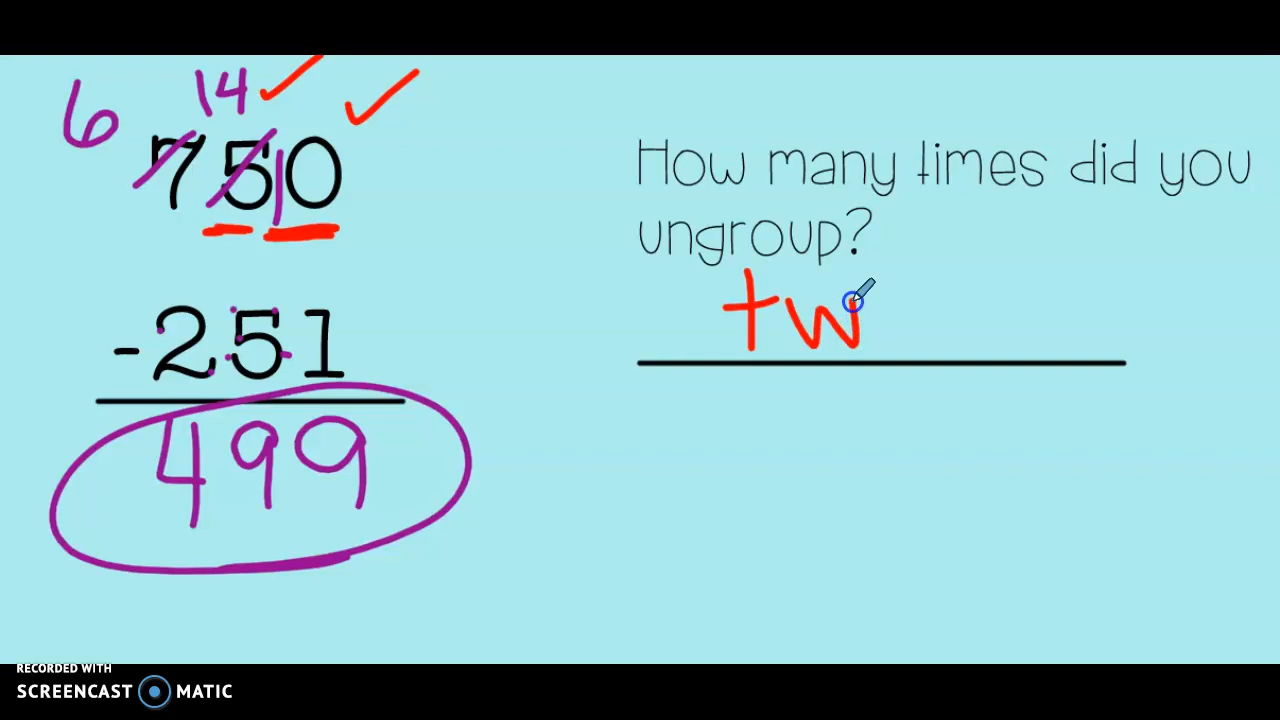 6 14
750
How many times did you
ungroup?
tw
-251
499
RECORDED WITH
SCREENCAST MATIC